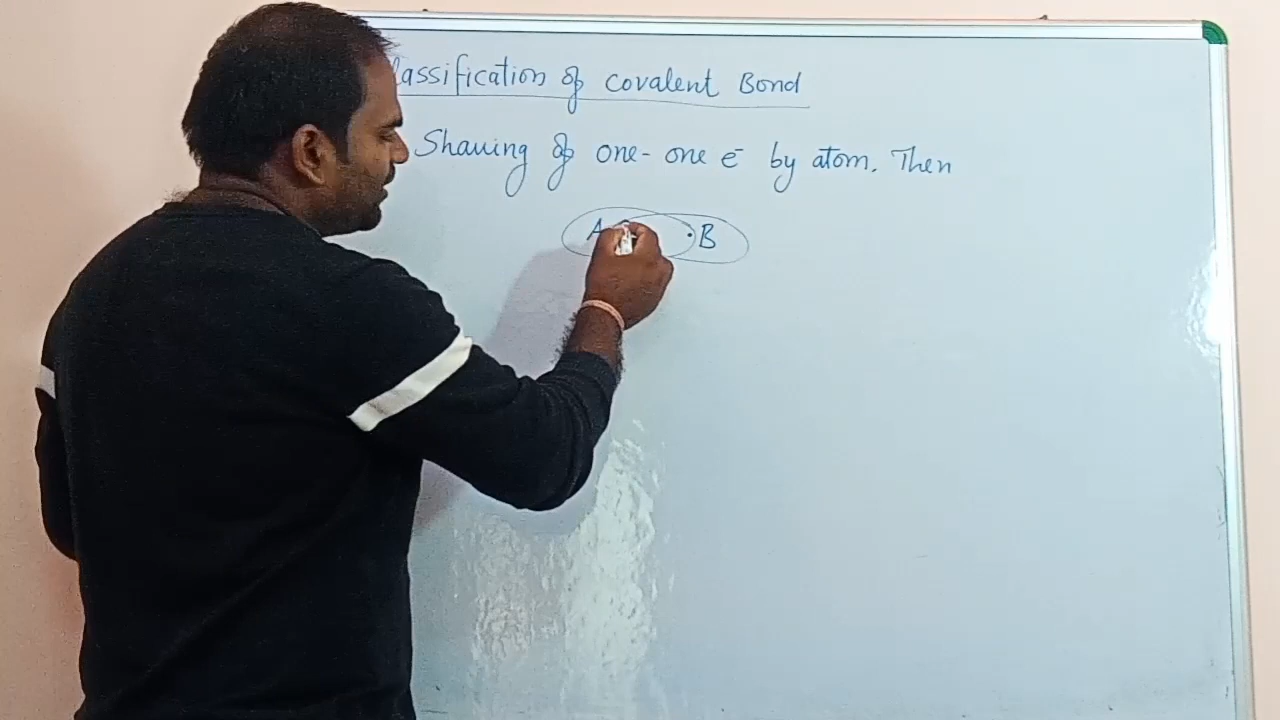 lassification of covalent Bond
Sharing of one-one e⁻ by atom. Then
A B